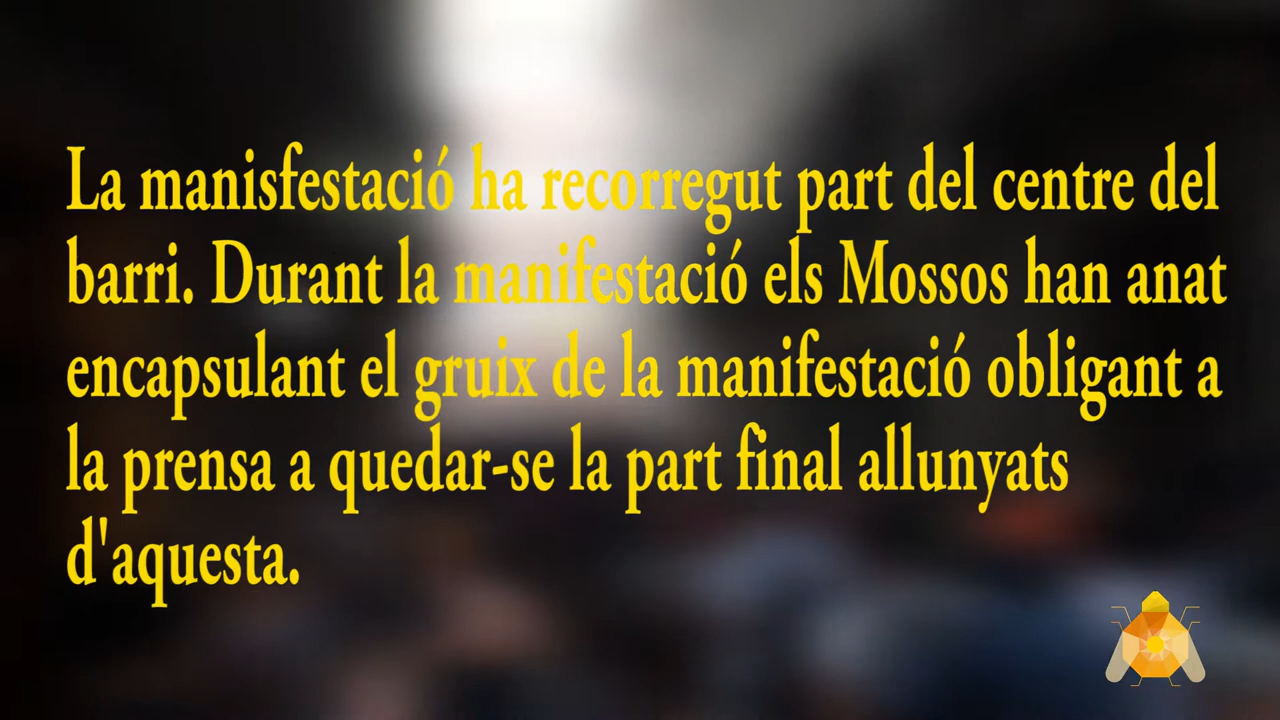 La manisfestació ha recorregut part del centre del
barri. Durant la manifestació els Mossos han anat
encapsulant el gruix de la manifestació obligant a
la prensa a quedar-se la part final allunyats
d'aquesta.